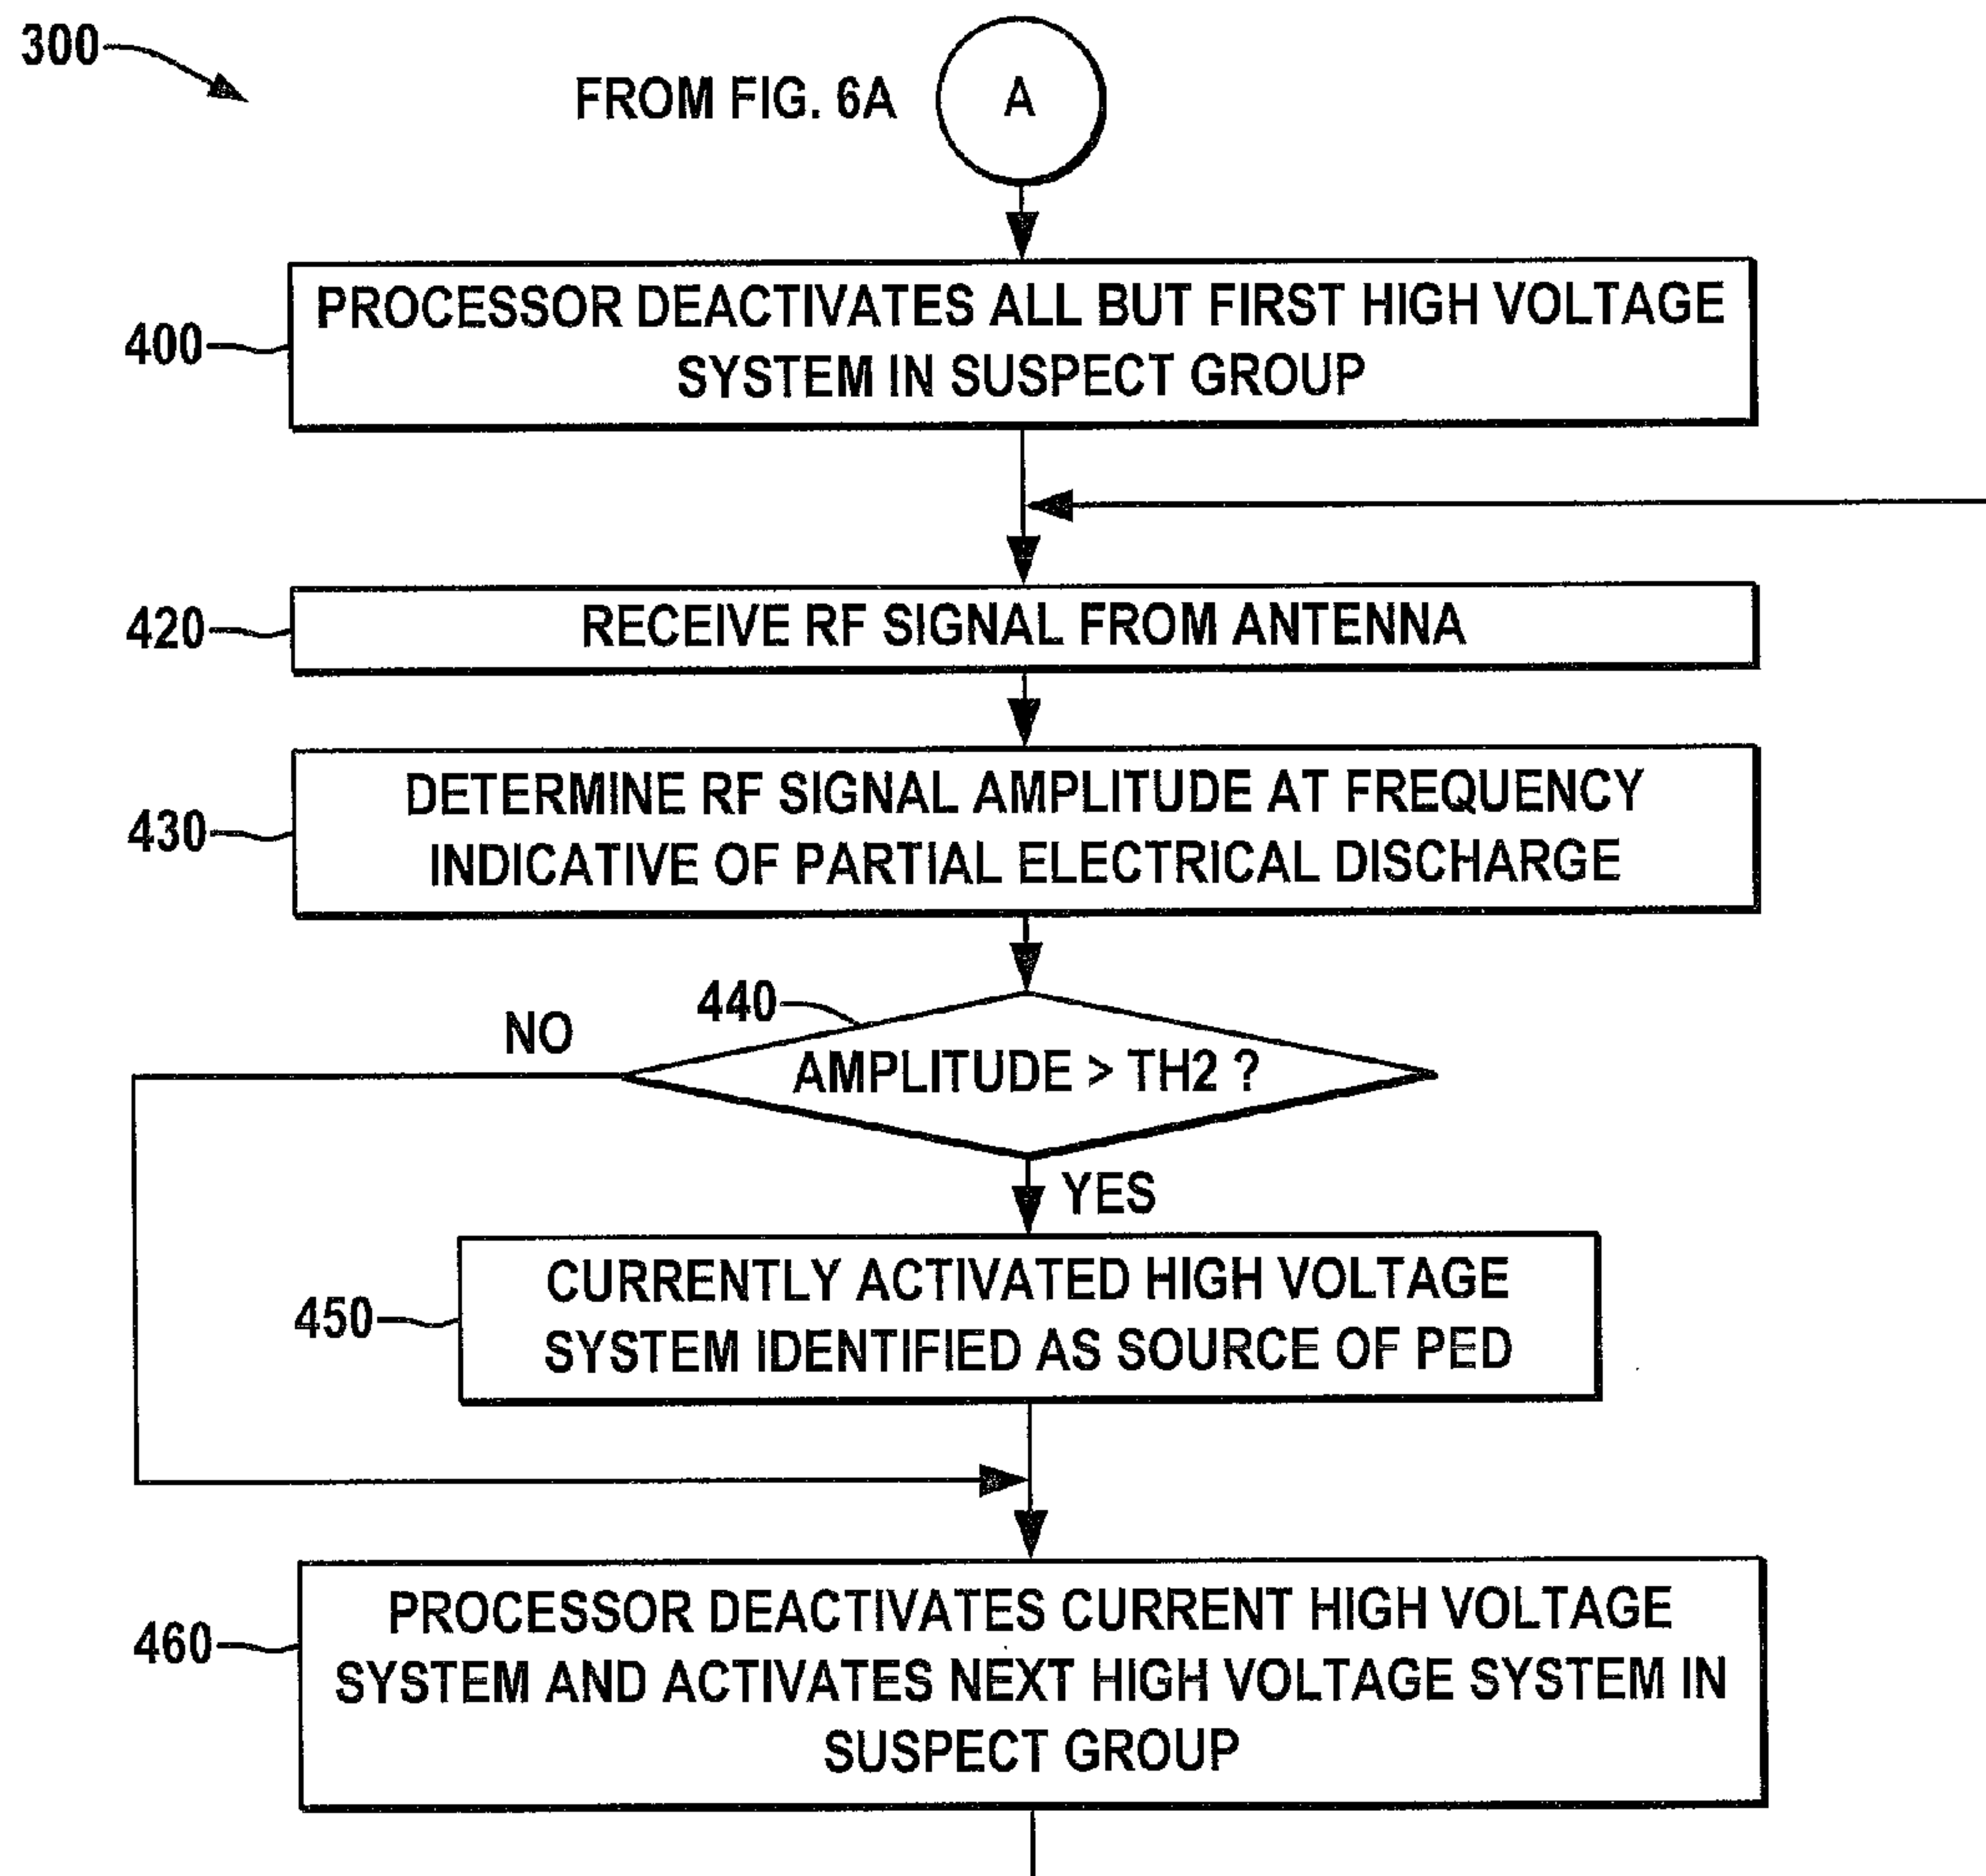 300
FROM FIG. 6A
A
400
PROCESSOR DEACTIVATES ALL BUT FIRST HIGH VOLTAGE
SYSTEM IN SUSPECT GROUP
420
RECEIVE RF SIGNAL FROM ANTENNA
430
DETERMINE RF SIGNAL AMPLITUDE AT FREQUENCY
INDICATIVE OF PARTIAL ELECTRICAL DISCHARGE
440
NO
AMPLITUDE > TH2 ?
YES
450
CURRENTLY ACTIVATED HIGH VOLTAGE
SYSTEM IDENTIFIED AS SOURCE OF PED
460
PROCESSOR DEACTIVATES CURRENT HIGH VOLTAGE
SYSTEM AND ACTIVATES NEXT HIGH VOLTAGE SYSTEM IN
SUSPECT GROUP